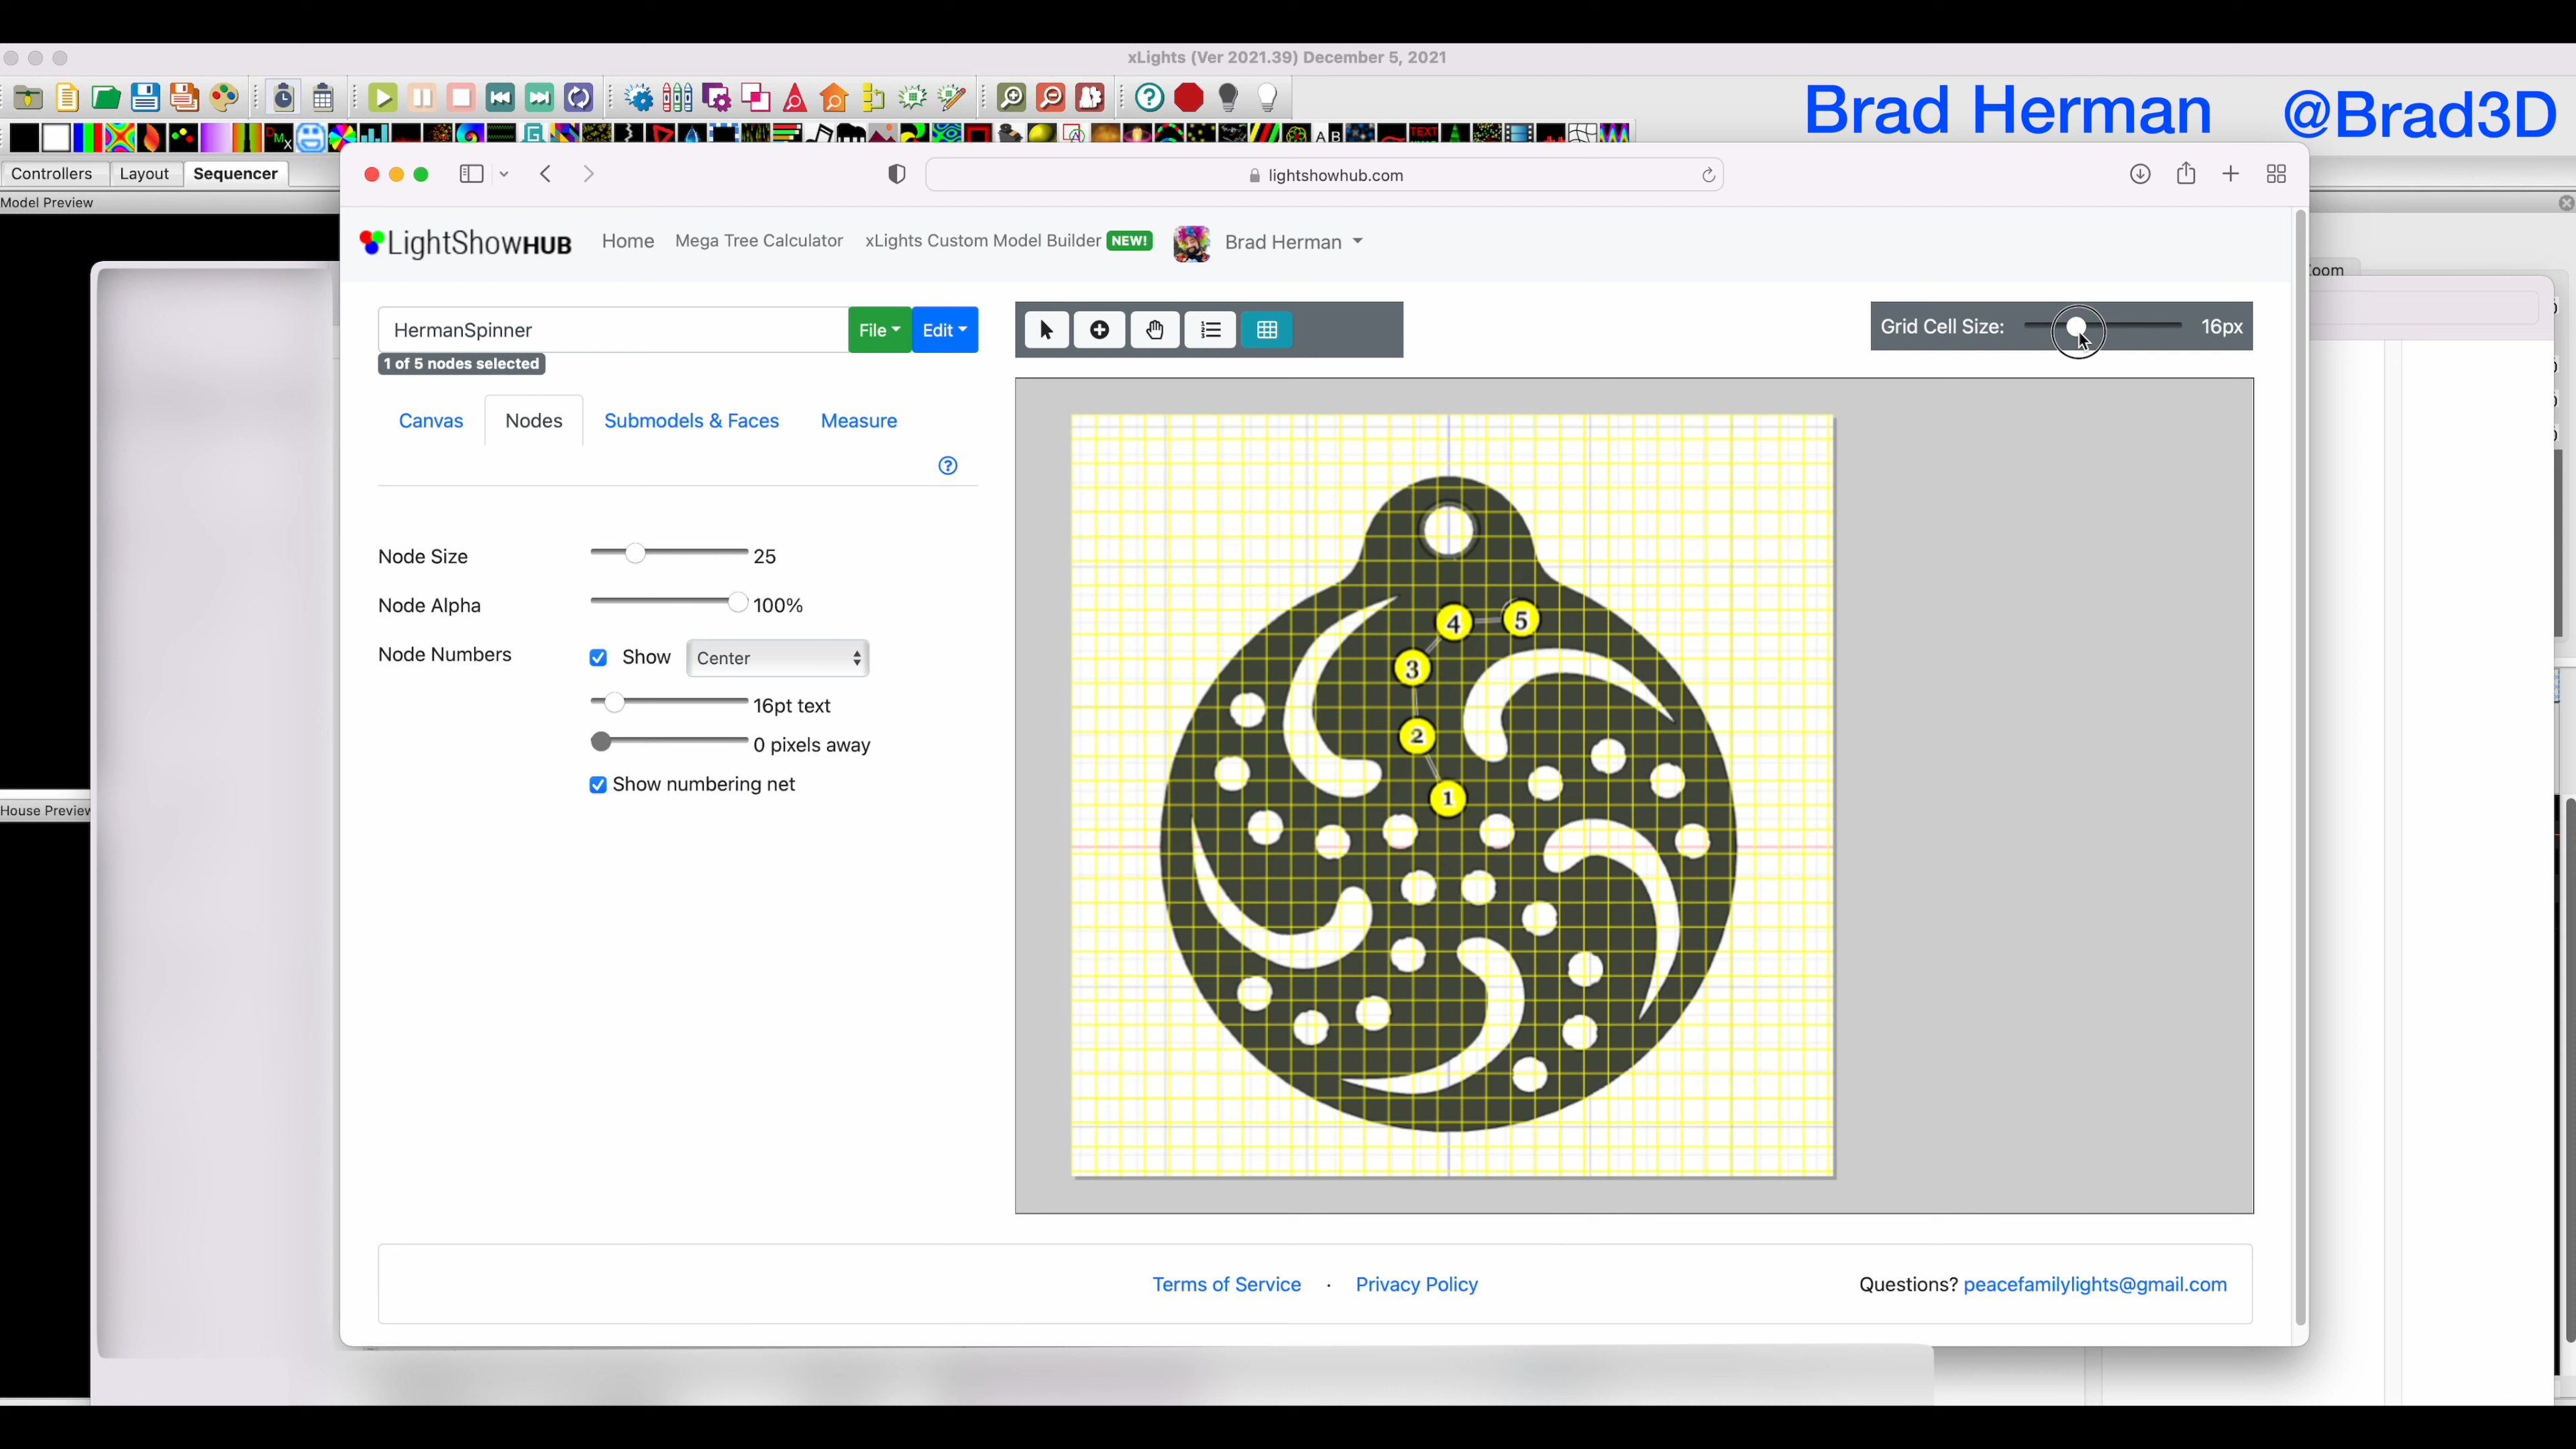 xLights (Ver 2021.39) December 5, 2021
Brad Herman @Brad3D
Controllers Layout Sequencer
Model Preview
lightshowhub.com
LightShowHUB Home Mega Tree Calculator xLights Custom Model Builder NEW! Brad Herman
HermanSpinner File Edit
1 of 5 nodes selected
Grid Cell Size: 16px
Canvas Nodes Submodels & Faces Measure
Node Size 25
Node Alpha 100%
Node Numbers Show Center
16pt text
0 pixels away
Show numbering net
4 5
3
2
1
House Preview
Terms of Service · Privacy Policy
Questions? peacefamilylights@gmail.com